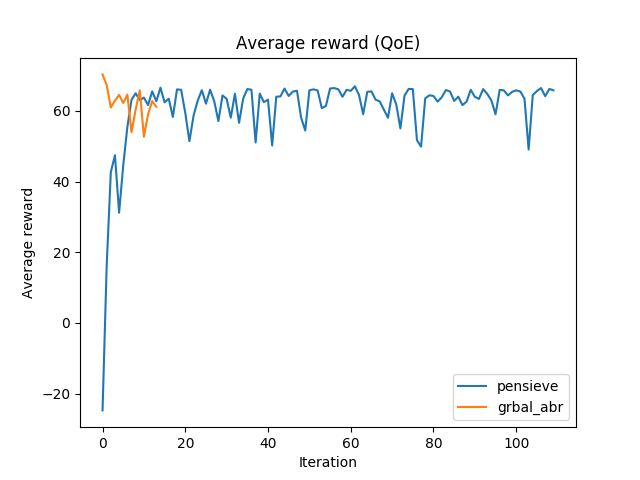 Average reward (QoE)
Average reward
60
40
20
0
−20
0 20 40 60 80 100
Iteration
pensieve
grbal_abr